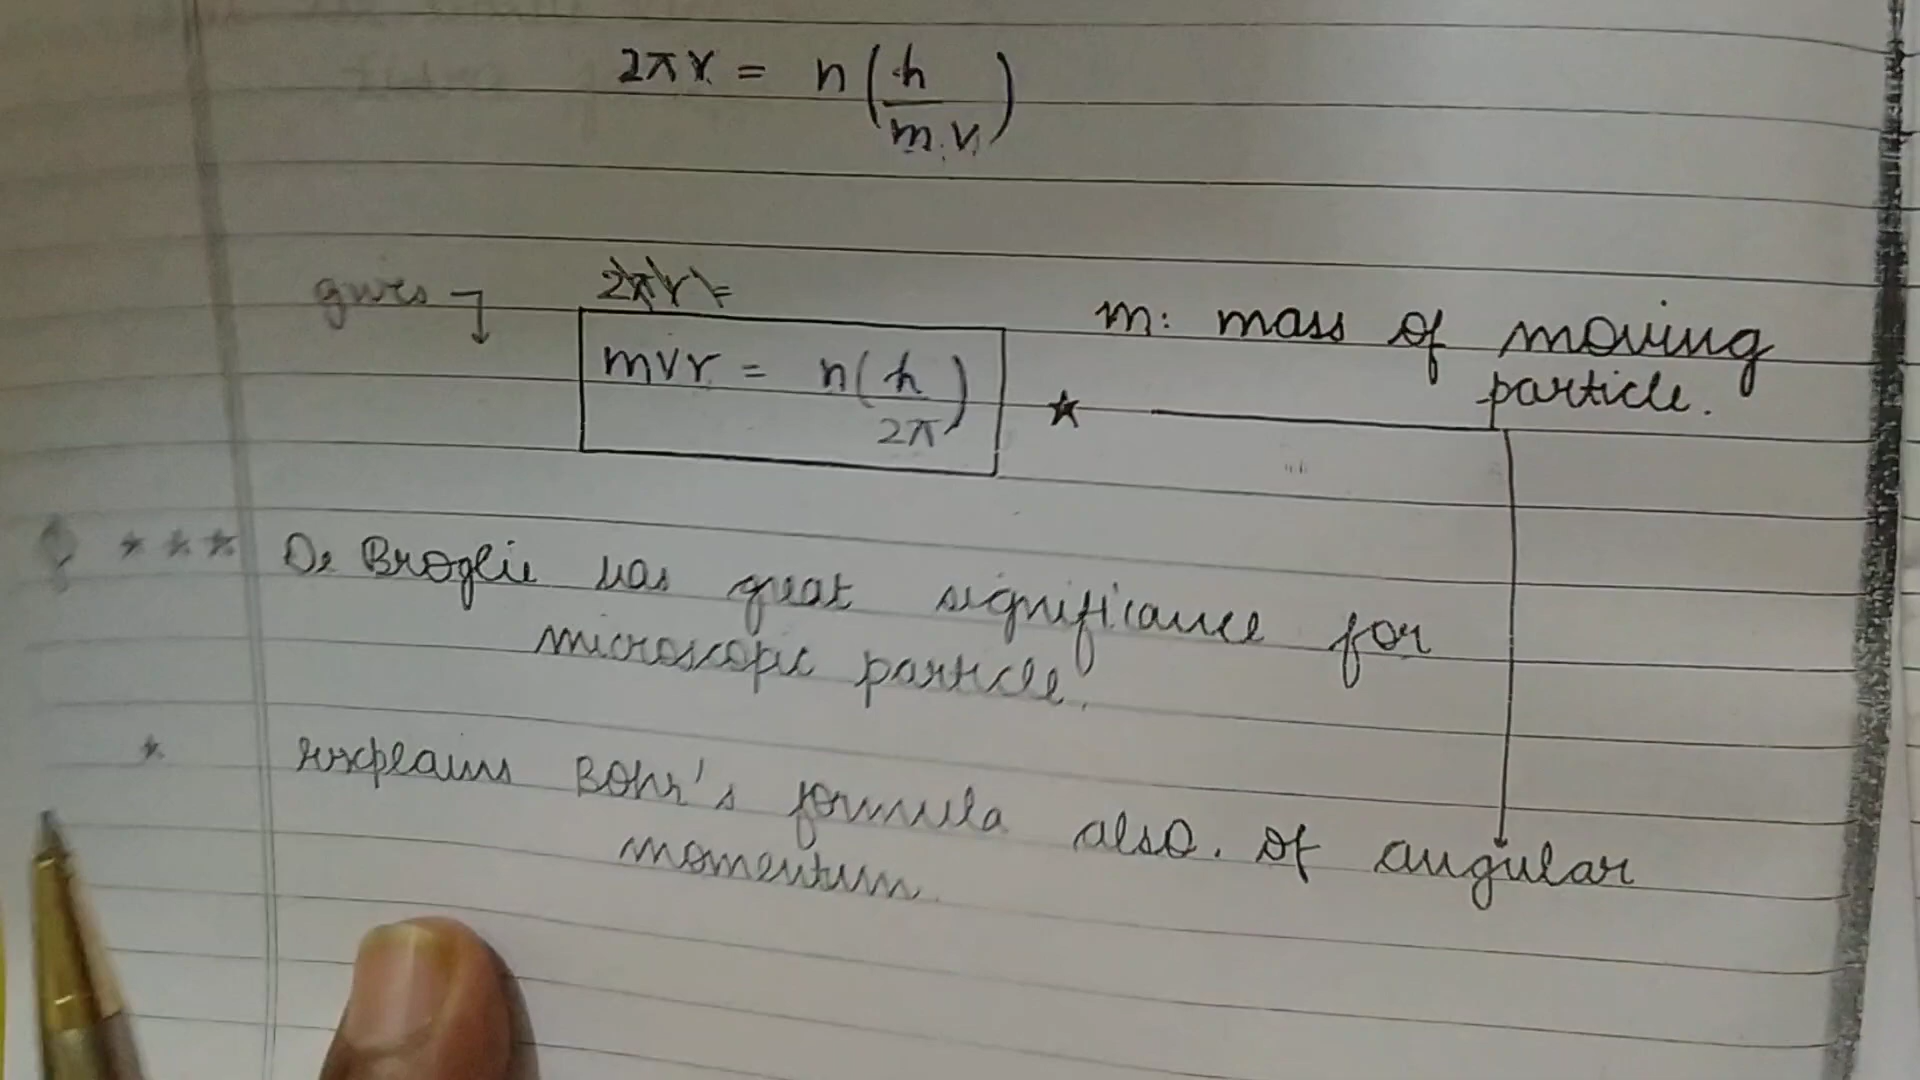 2πr = n(h/m.v)
gives
2πr =
mvr = n(h/2π)
m: mass of moving
particle.
De Broglie has great significance for
microscopic particle.
explains Bohr's formula also. of angular
momentum.